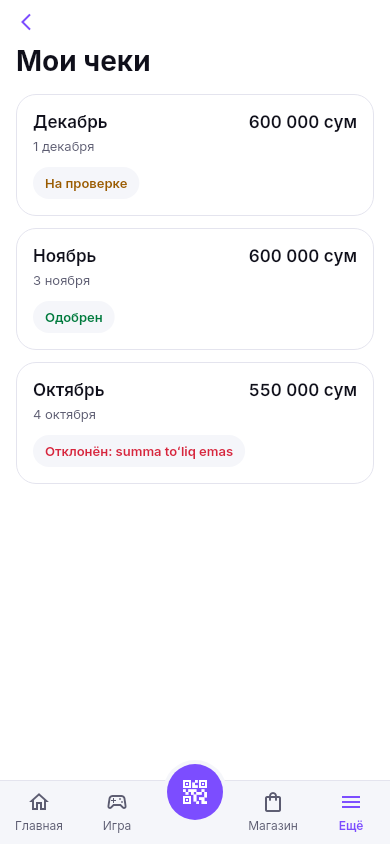 Мои чеки
Декабрь 600 000 сум
1 декабря
На проверке
Ноябрь 600 000 сум
3 ноября
Одобрен
Октябрь 550 000 сум
4 октября
Отклонён: summa to‘liq emas
Главная Игра Магазин Ещё